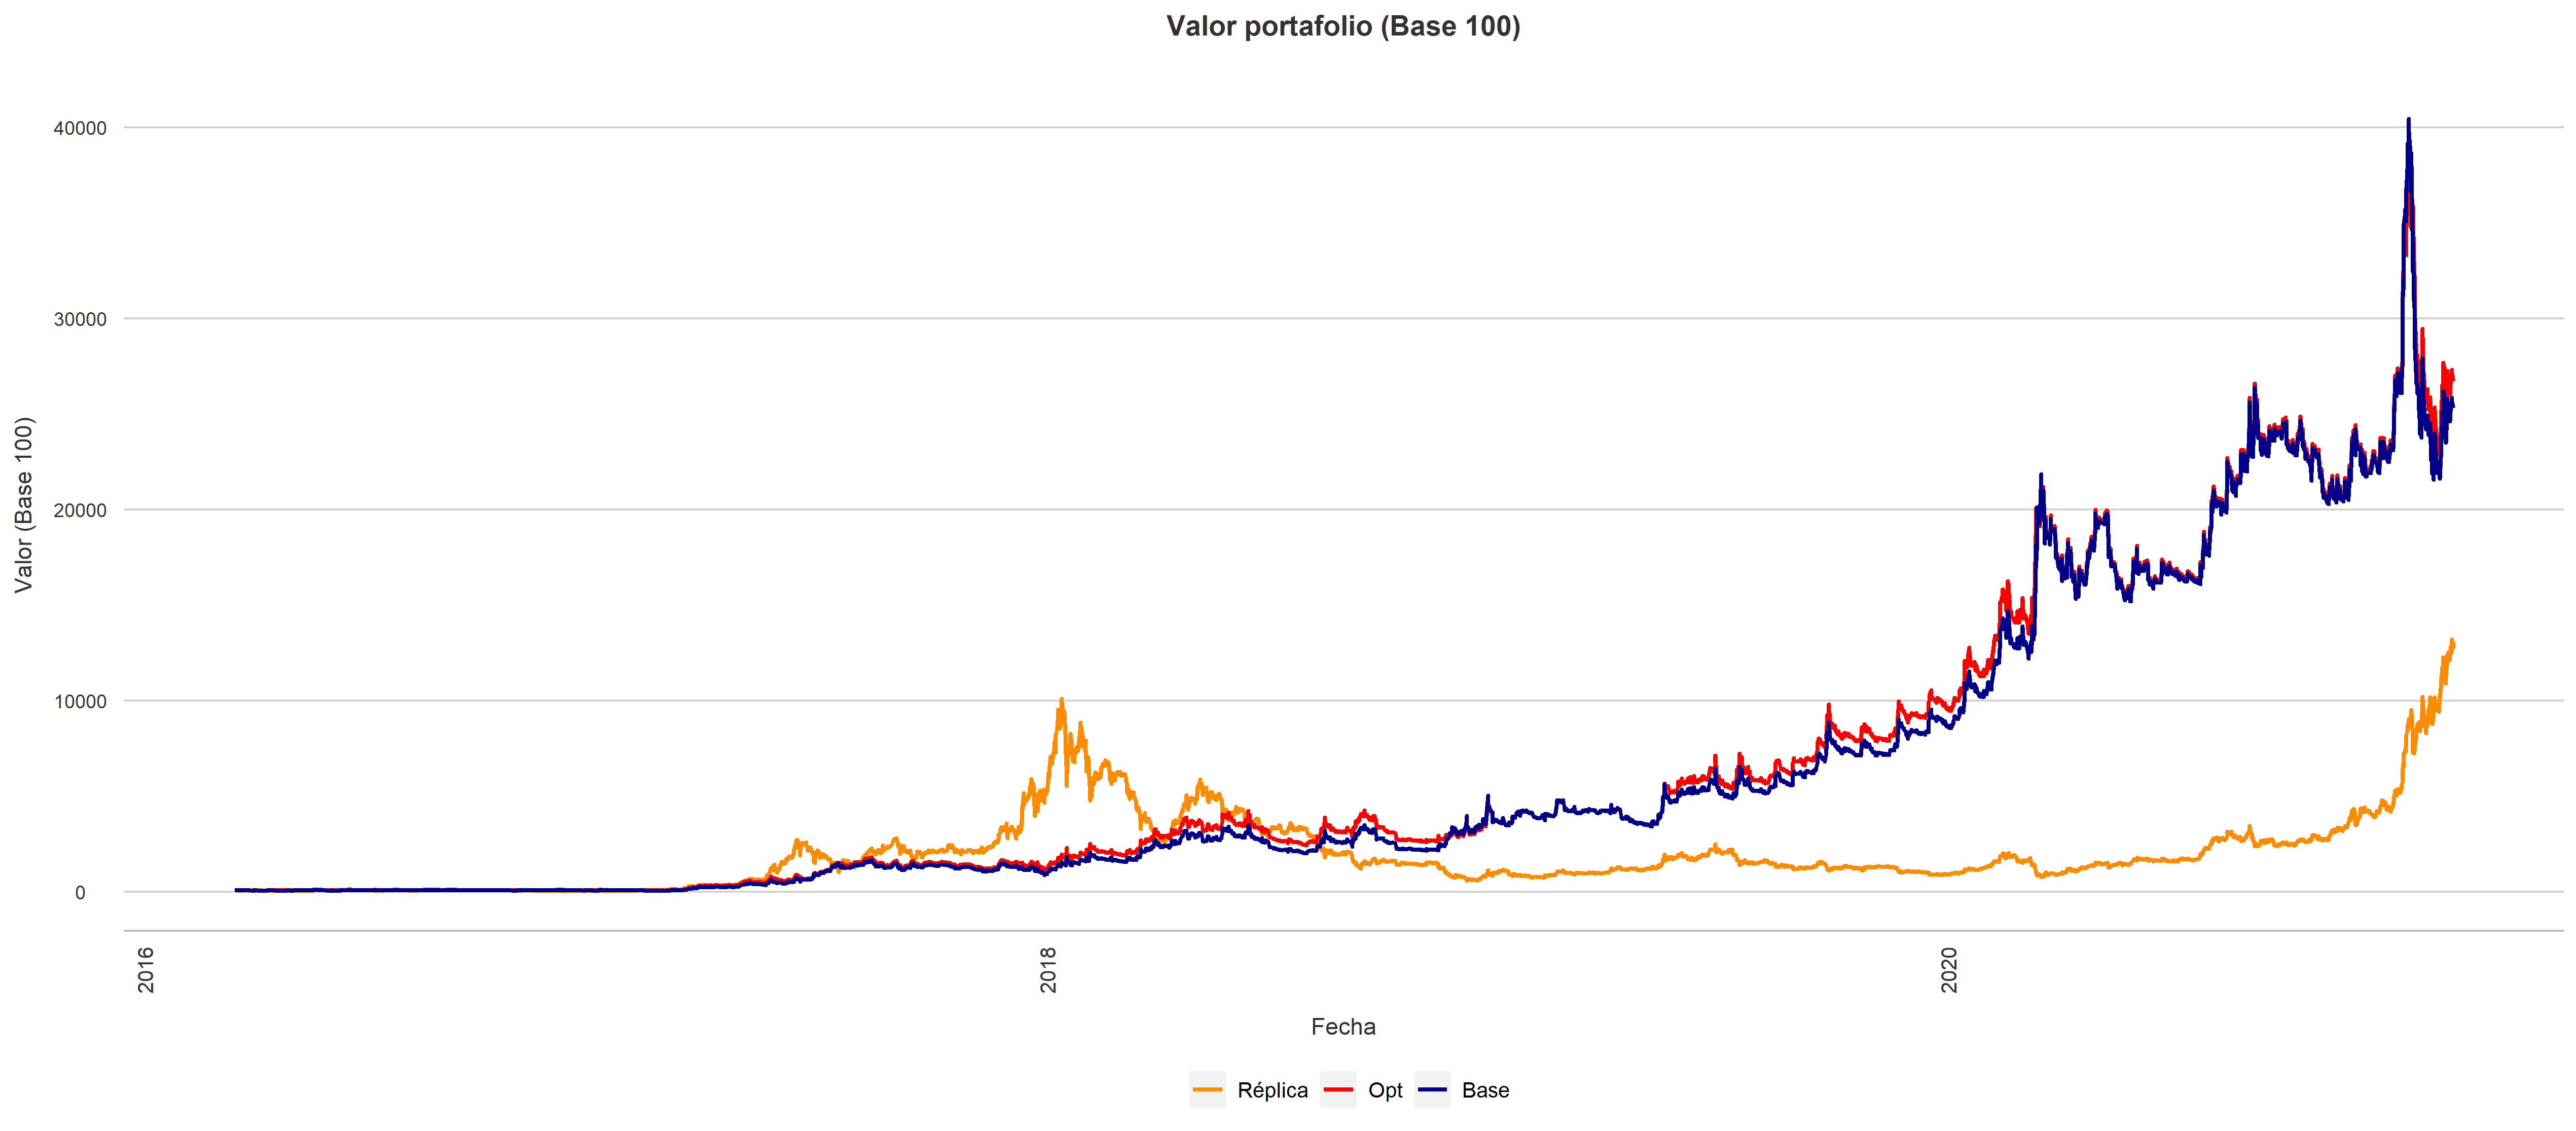 Valor portafolio (Base 100)
Valor (Base 100)
40000
30000
20000
10000
0
2016
2018
2020
Fecha
Réplica
Opt
Base